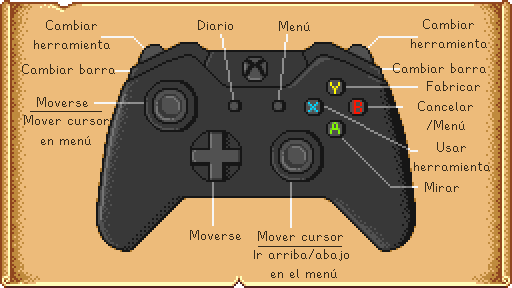 Diario
Menú
Cambiar
herramienta
Cambiar barra
Moverse
Mover cursor
en menú
Cambiar
herramienta
Cambiar barra
Fabricar
Cancelar
/Menú
Usar
herramienta
Mirar
Y
X
B
A
Moverse
Mover cursor
Ir arriba/abajo
en el menú